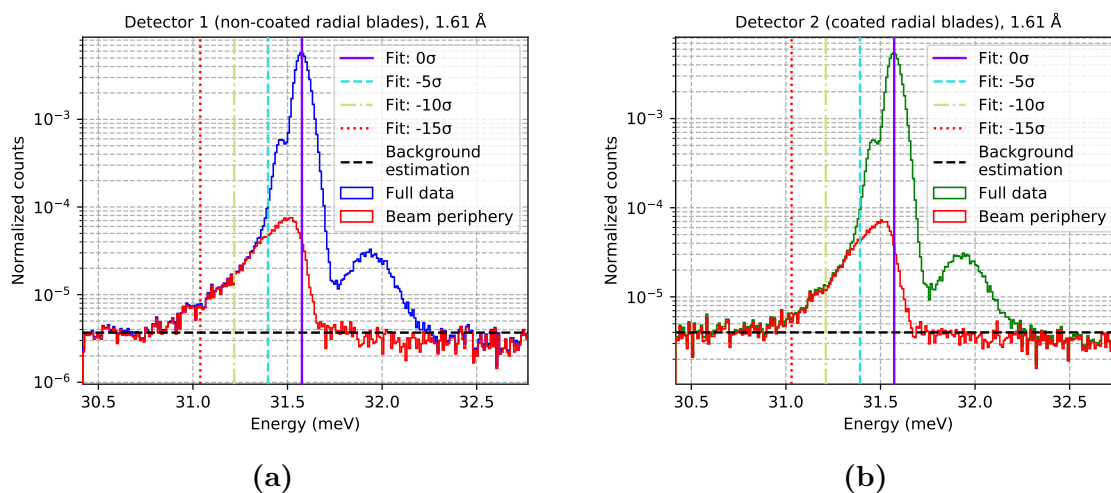 Detector 1 (non-coated radial blades), 1.61 Å
Normalized counts
10⁻³
10⁻⁴
10⁻⁵
10⁻⁶
Fit: 0σ
Fit: -5σ
Fit: -10σ
Fit: -15σ
Background
estimation
Full data
Beam periphery
30.5 31.0 31.5 32.0 32.5
Energy (meV)
(a)
Detector 2 (coated radial blades), 1.61 Å
Normalized counts
10⁻³
10⁻⁴
10⁻⁵
Fit: 0σ
Fit: -5σ
Fit: -10σ
Fit: -15σ
Background
estimation
Full data
Beam periphery
30.5 31.0 31.5 32.0 32.5
Energy (meV)
(b)